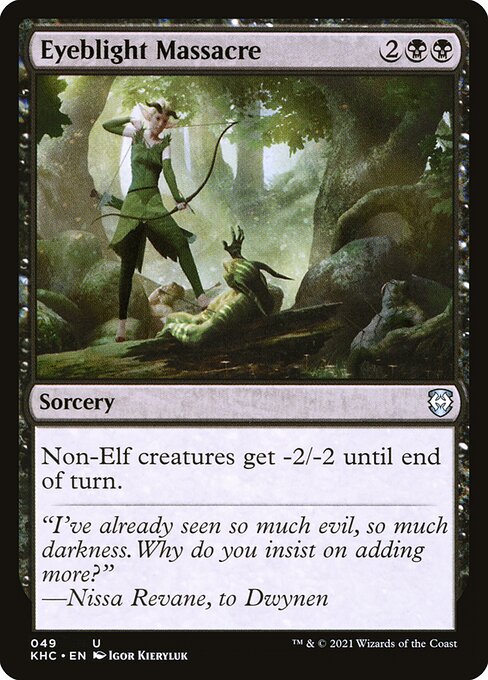 Eyeblight Massacre 2
Sorcery
Non-Elf creatures get -2/-2 until end
of turn.
“I’ve already seen so much evil, so much
darkness. Why do you insist on adding
more?”
—Nissa Revane, to Dwynen
049 U
KHC • EN Igor Kieryluk
™ & © 2021 Wizards of the Coast